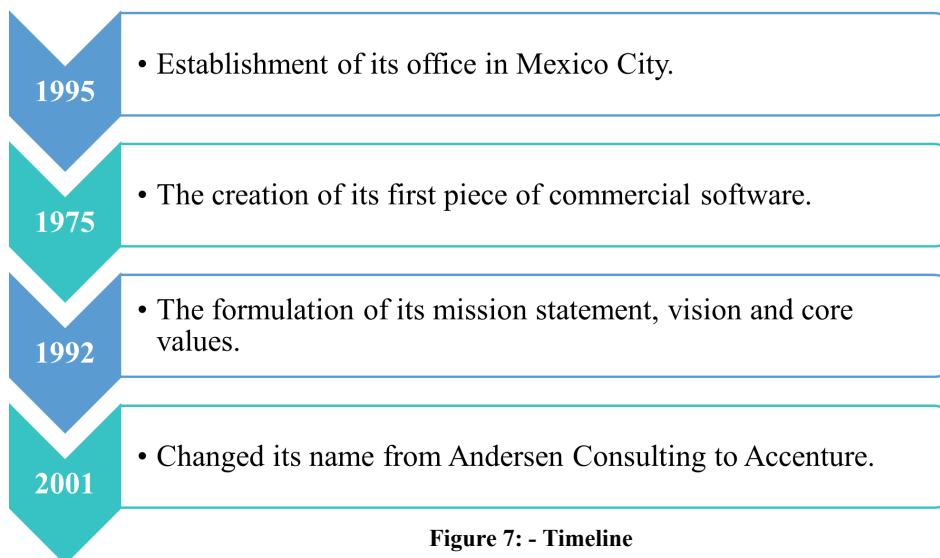 1995
• Establishment of its office in Mexico City.
1975
• The creation of its first piece of commercial software.
1992
• The formulation of its mission statement, vision and core
values.
2001
• Changed its name from Andersen Consulting to Accenture.
Figure 7: - Timeline